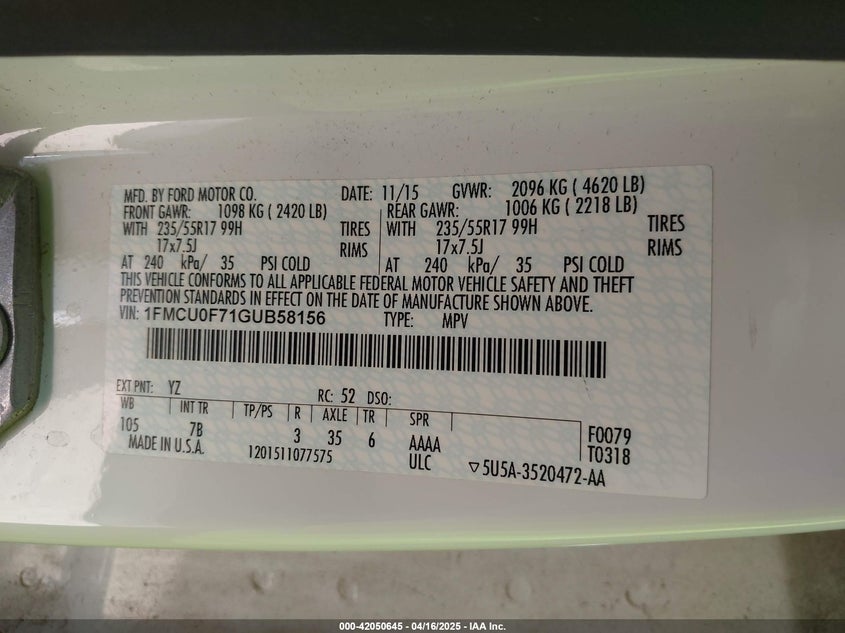 MFD. BY FORD MOTOR CO. DATE: 11/15 GVWR: 2096 KG ( 4620 LB)
FRONT GAWR: 1098 KG ( 2420 LB) REAR GAWR: 1006 KG ( 2218 LB)
WITH 235/55R17 99H TIRES WITH 235/55R17 99H TIRES
17x7.5J RIMS 17x7.5J RIMS
AT 240 kPa/ 35 PSI COLD AT 240 kPa/ 35 PSI COLD
THIS VEHICLE CONFORMS TO ALL APPLICABLE FEDERAL MOTOR VEHICLE SAFETY AND THEFT
PREVENTION STANDARDS IN EFFECT ON THE DATE OF MANUFACTURE SHOWN ABOVE.
VIN: 1FMCU0F71GUB58156 TYPE: MPV
EXT PNT: YZ RC: 52 DSO:
WB INT TR TP/PS R AXLE TR SPR
105 7B 3 35 6 AAAA F0079
MADE IN U.S.A. 1201511077575 ULC T0318
▽5U5A-3520472-AA
000-42050645 - 04/16/2025 - IAA Inc.